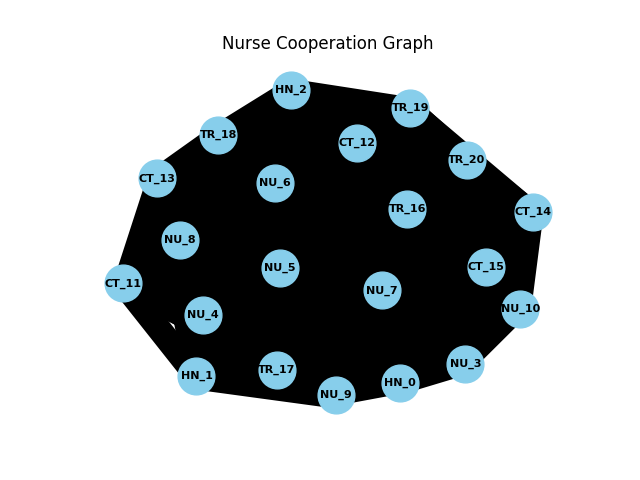 Nurse Cooperation Graph
HN_2
TR_19
TR_18
CT_12
TR_20
CT_13
NU_6
TR_16
CT_14
NU_8
NU_5
CT_15
CT_11
NU_7
NU_10
NU_4
NU_3
TR_17
HN_1
HN_0
NU_9